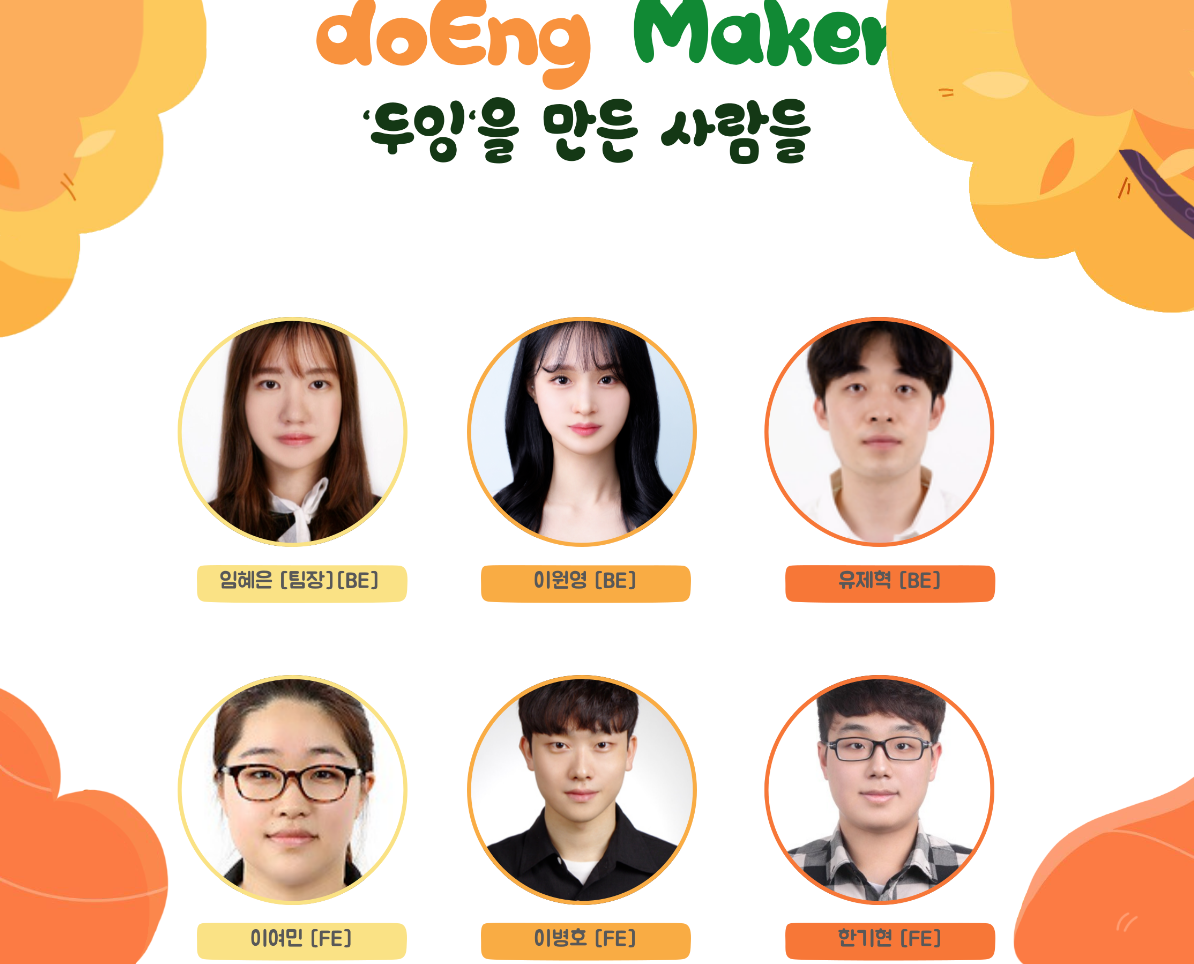 doEng Maker
‘두잉‘을 만든 사람들
임혜은 [팀장][BE]
이원영 [BE]
유제혁 [BE]
이여민 [FE]
이병호 [FE]
한기현 [FE]